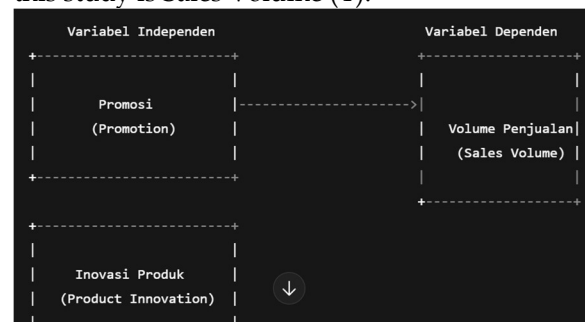 this study is Sales Volume (Y).
Variabel Independen
Variabel Dependen
Promosi
(Promotion)
Volume Penjualan
(Sales Volume)
Inovasi Produk
(Product Innovation)